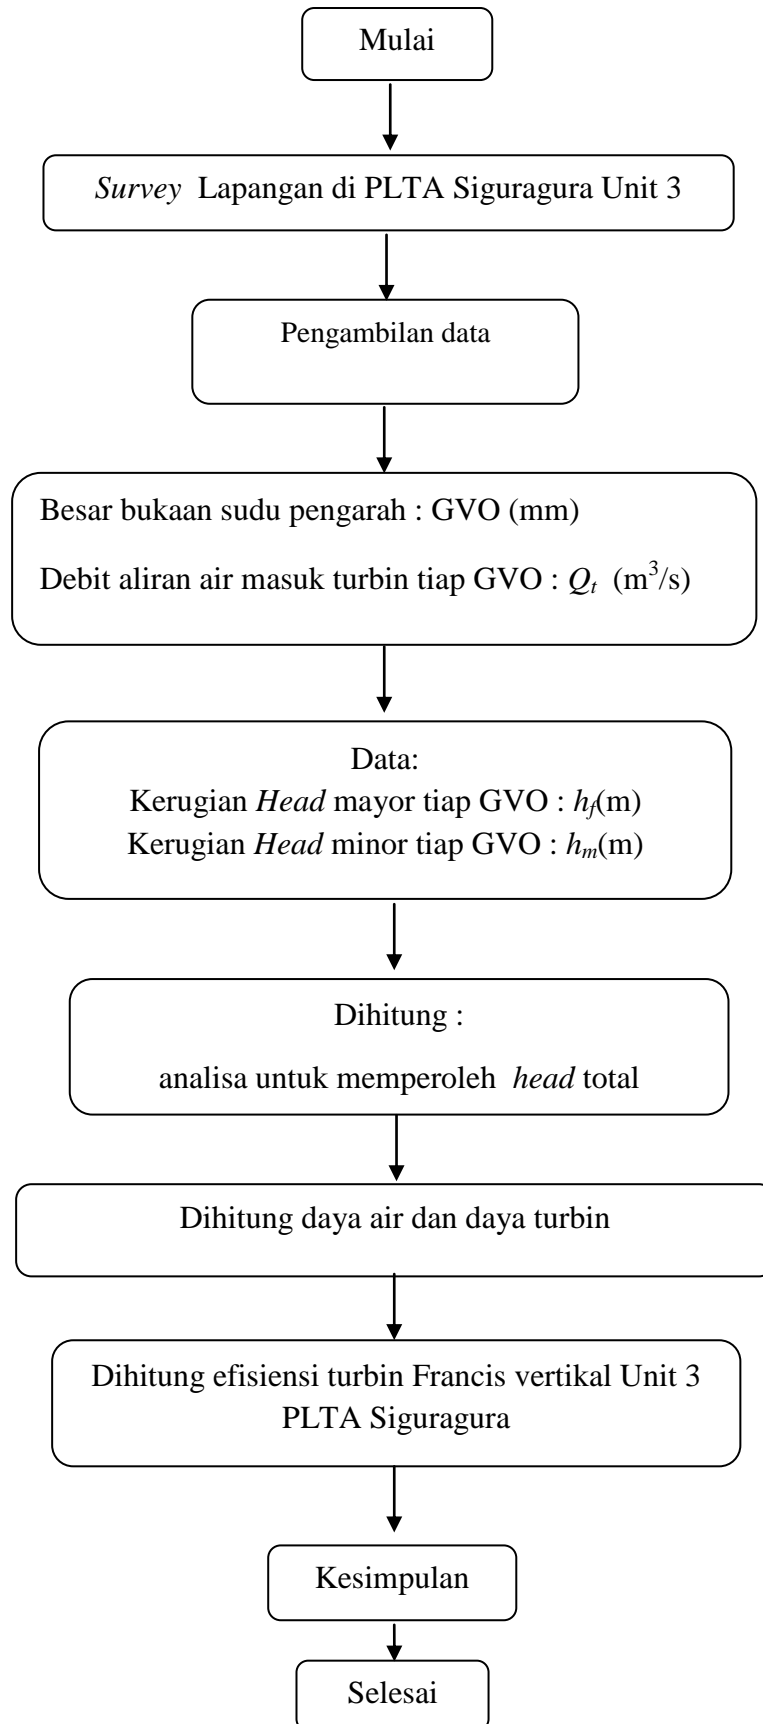 Mulai
Survey Lapangan di PLTA Siguragura Unit 3
Pengambilan data
Besar bukaan sudu pengarah : GVO (mm)
Debit aliran air masuk turbin tiap GVO : Qₜ (m³/s)
Data:
Kerugian Head mayor tiap GVO : h_f(m)
Kerugian Head minor tiap GVO : hₘ(m)
Dihitung :
analisa untuk memperoleh head total
Dihitung daya air dan daya turbin
Dihitung efisiensi turbin Francis vertikal Unit 3
PLTA Siguragura
Kesimpulan
Selesai